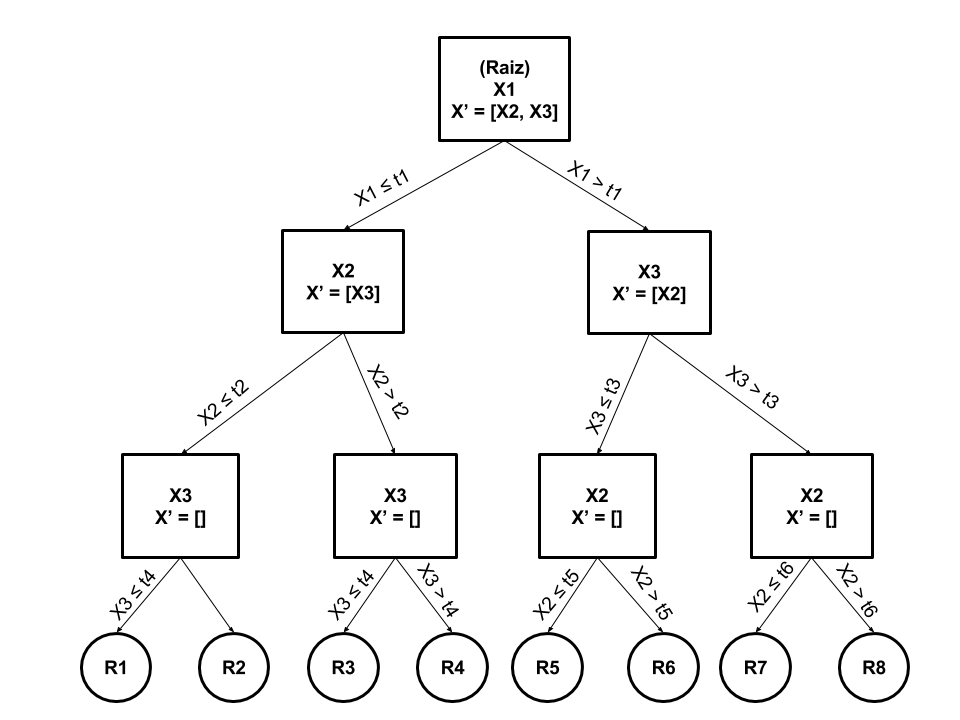 (Raiz)
X1
X’ = [X2, X3]
X1 ≤ t1
X1 > t1
X2
X’ = [X3]
X3
X’ = [X2]
X2 ≤ t2
X2 > t2
X3 ≤ t3
X3 > t3
X3
X’ = []
X3
X’ = []
X2
X’ = []
X2
X’ = []
X3 ≤ t4
X3 ≤ t4
X3 > t4
X2 ≤ t5
X2 > t5
X2 ≤ t6
X2 > t6
R1
R2
R3
R4
R5
R6
R7
R8